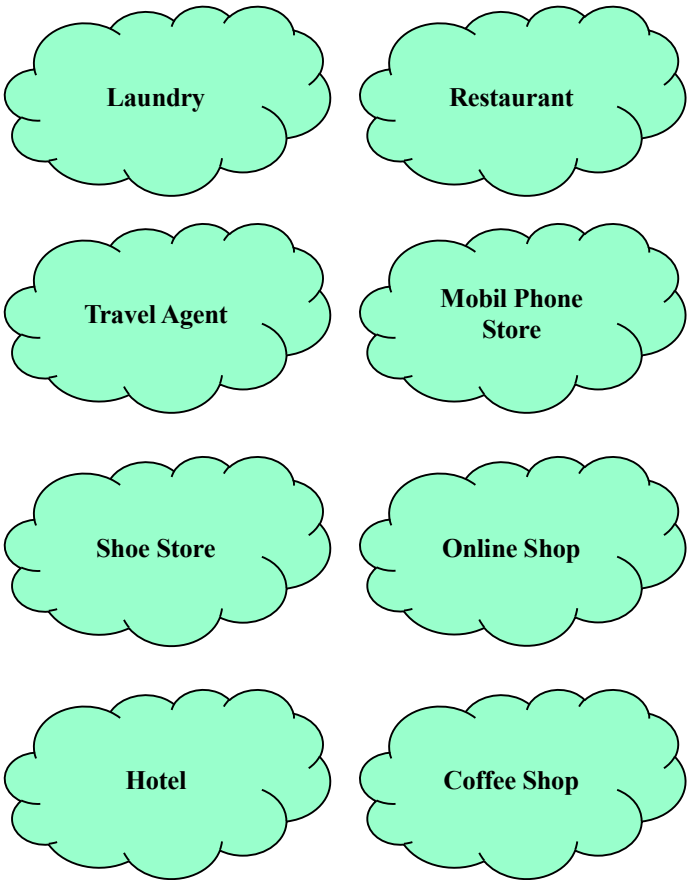 Laundry
Restaurant
Travel Agent
Mobil Phone
Store
Shoe Store
Online Shop
Hotel
Coffee Shop